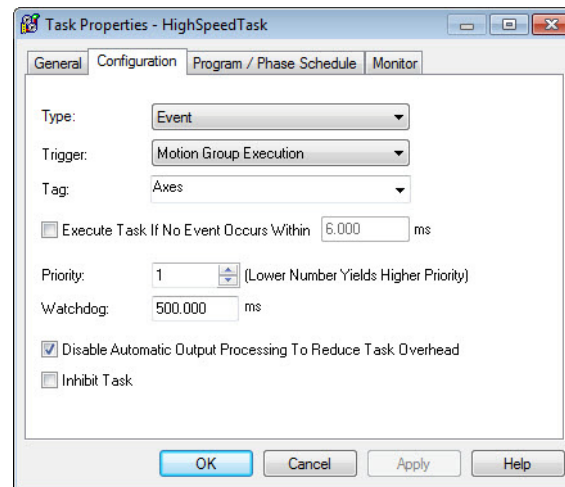 Task Properties - HighSpeedTask
General Configuration Program / Phase Schedule Monitor
Type: Event
Trigger: Motion Group Execution
Tag: Axes
Execute Task If No Event Occurs Within 6.000 ms
Priority: 1 (Lower Number Yields Higher Priority)
Watchdog: 500.000 ms
Disable Automatic Output Processing To Reduce Task Overhead
Inhibit Task
OK Cancel Apply Help